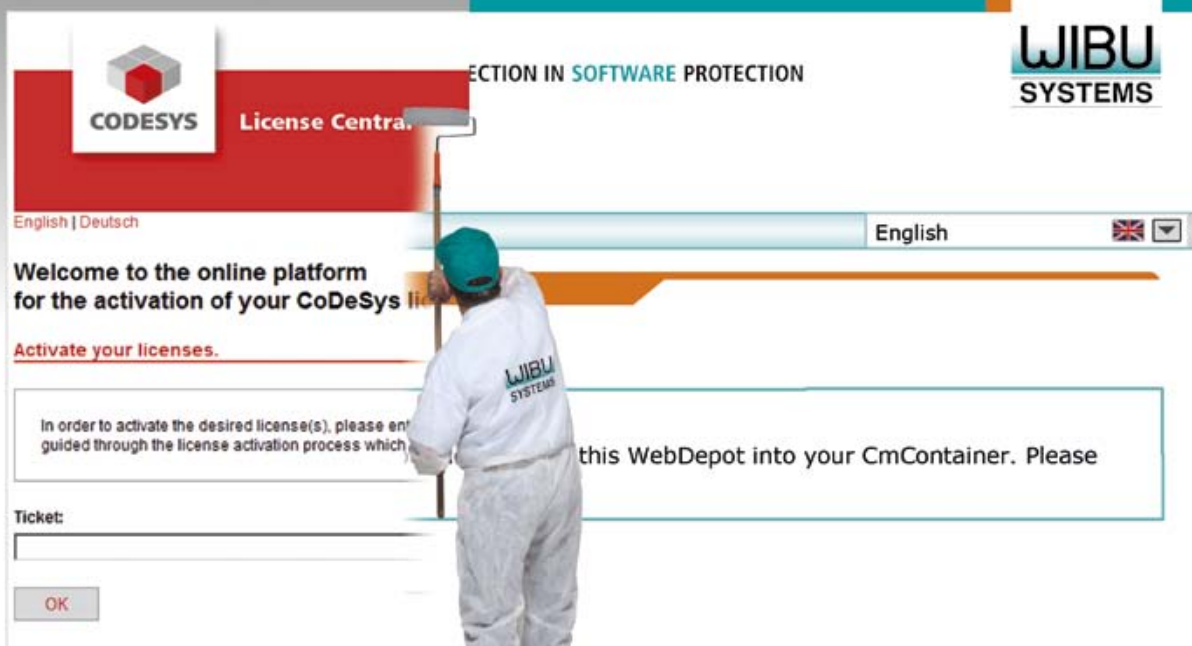 CODESYS
License Centra
ECTION IN SOFTWARE PROTECTION
WIBU
SYSTEMS
English | Deutsch
English
Welcome to the online platform
for the activation of your CoDeSys li
Activate your licenses.
WIBU
SYSTEMS
In order to activate the desired license(s), please ent
guided through the license activation process which
this WebDepot into your CmContainer. Please
Ticket:
OK